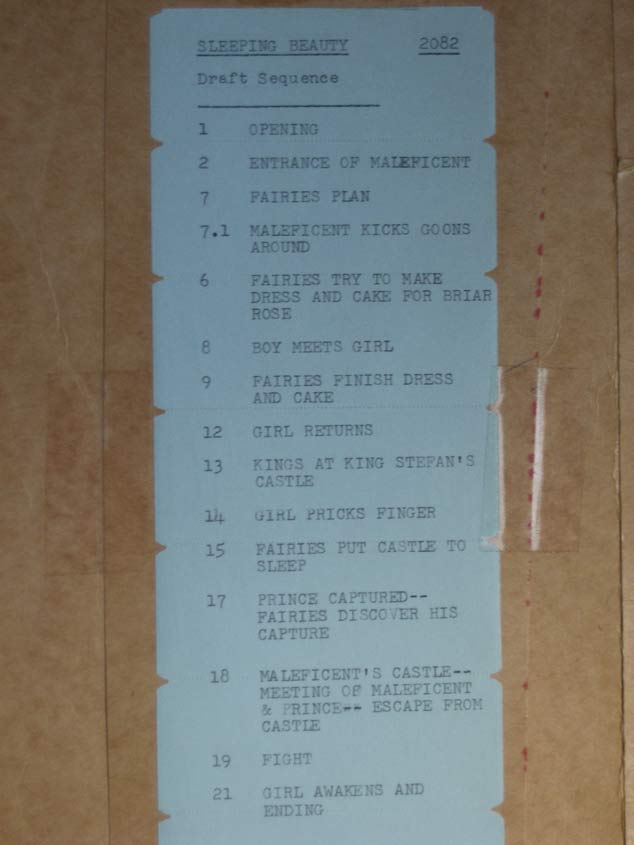 SLEEPING BEAUTY 2082
Draft Sequence
1 OPENING
2 ENTRANCE OF MALEFICENT
7 FAIRIES PLAN
7.1 MALEFICENT KICKS GOONS
AROUND
6 FAIRIES TRY TO MAKE
DRESS AND CAKE FOR BRIAR
ROSE
8 BOY MEETS GIRL
9 FAIRIES FINISH DRESS
AND CAKE
12 GIRL RETURNS
13 KINGS AT KING STEFAN'S
CASTLE
14 GIRL PRICKS FINGER
15 FAIRIES PUT CASTLE TO
SLEEP
17 PRINCE CAPTURED--
FAIRIES DISCOVER HIS
CAPTURE
18 MALEFICENT'S CASTLE--
MEETING OF MALEFICENT
& PRINCE-- ESCAPE FROM
CASTLE
19 FIGHT
21 GIRL AWAKENS AND
ENDING